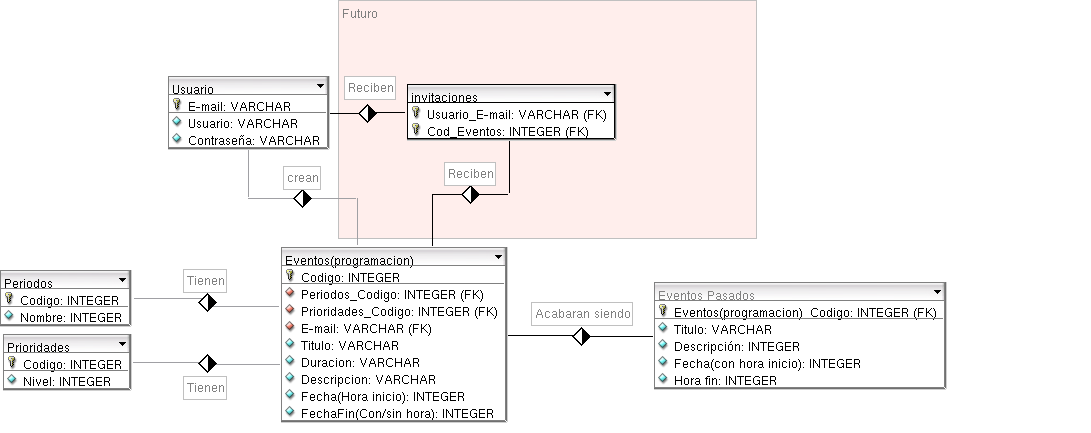 Futuro
Usuario
E-mail: VARCHAR
Usuario: VARCHAR
Contraseña: VARCHAR
Reciben
invitaciones
Usuario_E-mail: VARCHAR (FK)
Cod_Eventos: INTEGER (FK)
crean
Reciben
Periodos
Codigo: INTEGER
Nombre: INTEGER
Tienen
Prioridades
Codigo: INTEGER
Nivel: INTEGER
Tienen
Eventos(programacion)
Codigo: INTEGER
Periodos_Codigo: INTEGER (FK)
Prioridades_Codigo: INTEGER (FK)
E-mail: VARCHAR (FK)
Titulo: VARCHAR
Duracion: VARCHAR
Descripcion: VARCHAR
Fecha(Hora inicio): INTEGER
FechaFin(Con/sin hora): INTEGER
Acabaran siendo
Eventos Pasados
Eventos(programacion)_Codigo: INTEGER (FK)
Titulo: VARCHAR
Descripción: INTEGER
Fecha(con hora inicio): INTEGER
Hora fin: INTEGER